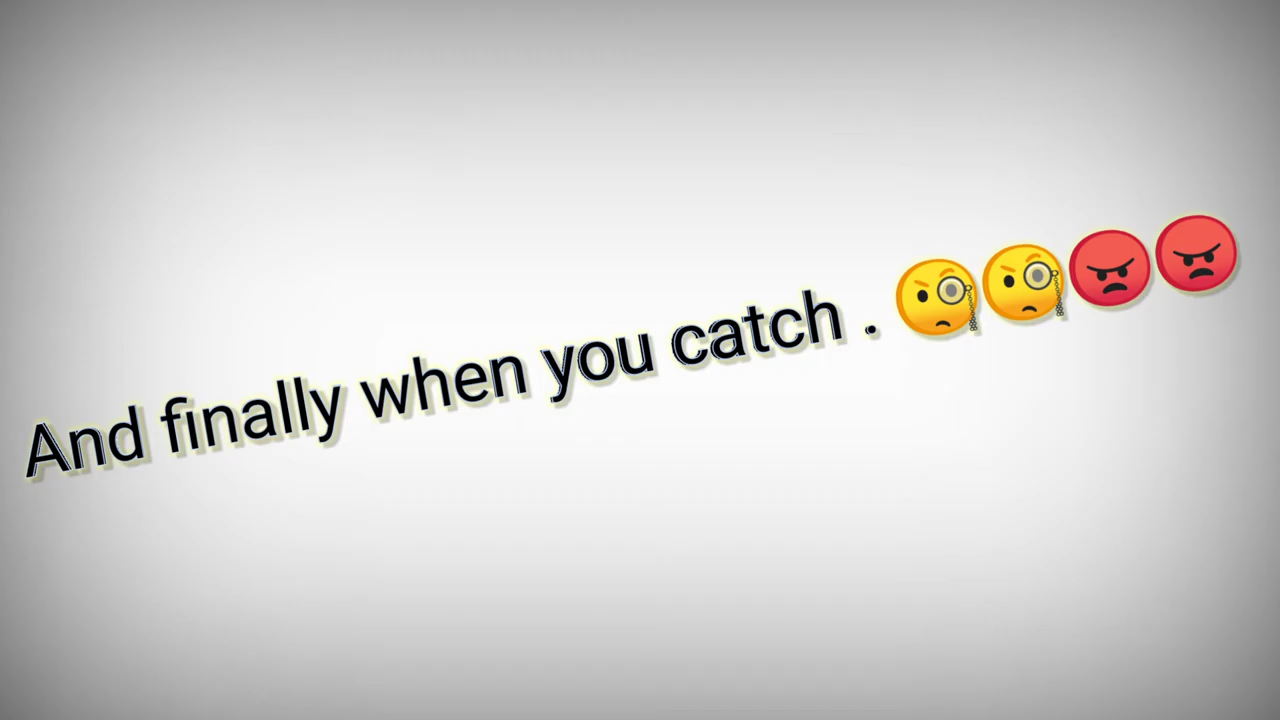 And finally when you catch . 🧐🧐😡😡